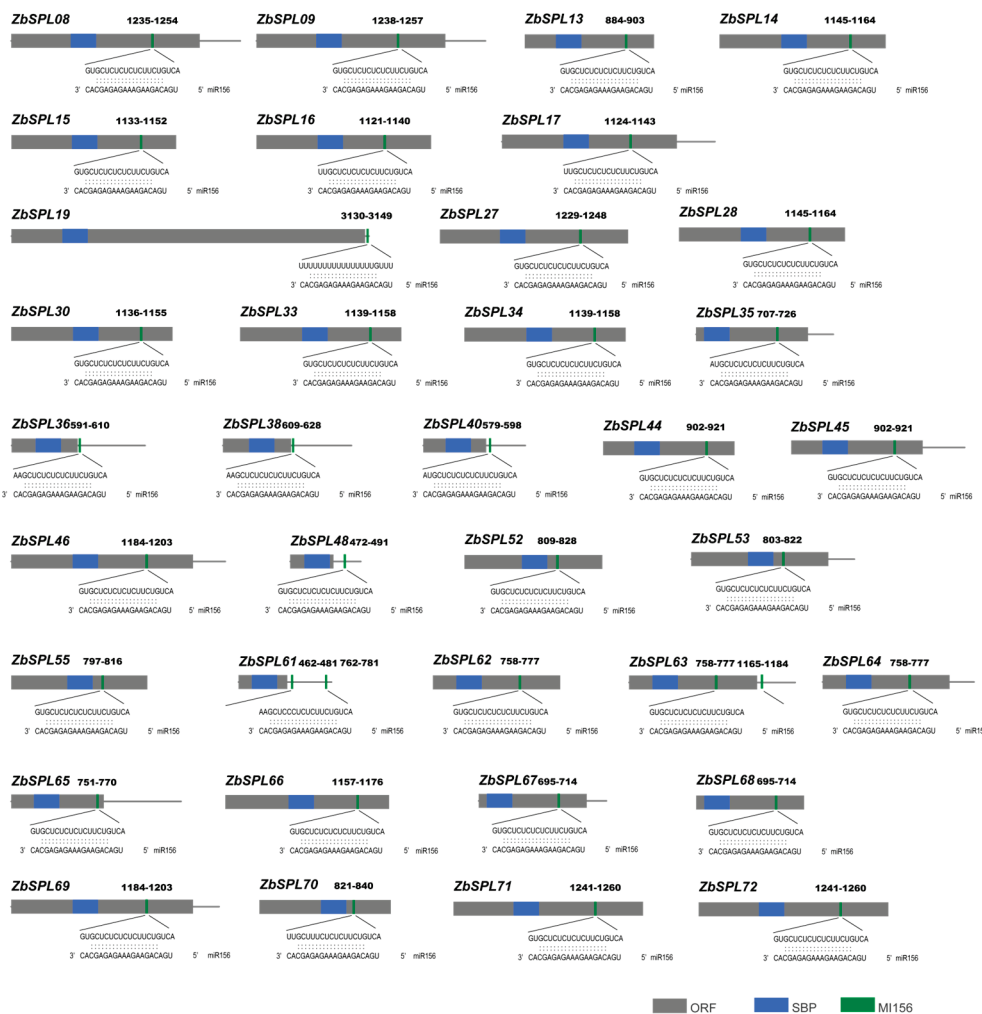 ZbSPL08 1235-1254 ZbSPL09 1238-1257 ZbSPL13 884-903 ZbSPL14 1145-1164
GUGCUCUCUCUCUUCUGUCA GUGCUCUCUCUCUUCUGUCA GUGCUCUCUCUCUUCUGUCA GUGCUCUCUCUCUUCUGUCA
3' CACGAGAGAAAGAAGACAGU 5' miR156 3' CACGAGAGAAAGAAGACAGU 5' miR156 3' CACGAGAGAAAGAAGACAGU 5' miR156 3' CACGAGAGAAAGAAGACAGU 5' miR156
ZbSPL15 1133-1152 ZbSPL16 1121-1140 ZbSPL17 1124-1143
GUGCUCUCUCUCUUCUGUCA UUGCUCUCUCUCUUCUGUCA UUGCUCUCUCUCUUCUGUCA
3' CACGAGAGAAAGAAGACAGU 5' miR156 3' CACGAGAGAAAGAAGACAGU 5' miR156 3' CACGAGAGAAAGAAGACAGU 5' miR156
ZbSPL19 3130-3149 ZbSPL27 1229-1248 ZbSPL28 1145-1164
UUUUUUUUUUUUUUUUGUUU GUGCUCUCUCUCUUCUGUCA GUGCUCUCUCUCUUCUGUCA
3' CACGAGAGAAAGAAGACAGU 5' miR156 3' CACGAGAGAAAGAAGACAGU 5' miR156 3' CACGAGAGAAAGAAGACAGU 5' miR156
ZbSPL30 1136-1155 ZbSPL33 1139-1158 ZbSPL34 1139-1158 ZbSPL35 707-726
GUGCUCUCUCUCUUCUGUCA GUGCUCUCUCUCUUCUGUCA GUGCUCUCUCUCUUCUGUCA AUGCUCUCUCUCUUCUGUCA
3' CACGAGAGAAAGAAGACAGU 5' miR156 3' CACGAGAGAAAGAAGACAGU 5' miR156 3' CACGAGAGAAAGAAGACAGU 5' miR156 3' CACGAGAGAAAGAAGACAGU 5' miR156
ZbSPL36 591-610 ZbSPL38 609-628 ZbSPL40 579-598 ZbSPL44 902-921 ZbSPL45 902-921
AAGCUCUCUCUCUUCUGUCA AAGCUCUCUCUCUUCUGUCA AUGCUCUCUCUCUUCUGUCA GUGCUCUCUCUCUUCUGUCA GUGCUCUCUCUCUUCUGUCA
3' CACGAGAGAAAGAAGACAGU 5' miR156 3' CACGAGAGAAAGAAGACAGU 5' miR156 3' CACGAGAGAAAGAAGACAGU 5' miR156 3' CACGAGAGAAAGAAGACAGU 5' miR156 3' CACGAGAGAAAGAAGACAGU 5' miR156
ZbSPL46 1184-1203 ZbSPL48 472-491 ZbSPL52 809-828 ZbSPL53 803-822
GUGCUCUCUCUCUUCUGUCA GUGCUCUCUCUCUUCUGUCA GUGCUCUCUCUCUUCUGUCA GUGCUCUCUCUCUUCUGUCA
3' CACGAGAGAAAGAAGACAGU 5' miR156 3' CACGAGAGAAAGAAGACAGU 5' miR156 3' CACGAGAGAAAGAAGACAGU 5' miR156 3' CACGAGAGAAAGAAGACAGU 5' miR156
ZbSPL55 797-816 ZbSPL61 462-481 762-781 ZbSPL62 758-777 ZbSPL63 758-777 1165-1184 ZbSPL64 758-777
GUGCUCUCUCUCUUCUGUCA AAGCUCCCUCUCUUCUGUCA GUGCUCUCUCUCUUCUGUCA GUGCUCUCUCUCUUCUGUCA GUGCUCUCUCUCUUCUGUCA
3' CACGAGAGAAAGAAGACAGU 5' miR156 3' CACGAGAGAAAGAAGACAGU 5' miR156 3' CACGAGAGAAAGAAGACAGU 5' miR156 3' CACGAGAGAAAGAAGACAGU 5' miR156 3' CACGAGAGAAAGAAGACAGU 5'
ZbSPL65 751-770 ZbSPL66 1157-1176 ZbSPL67 695-714 ZbSPL68 695-714
GUGCUCUCUCUCUUCUGUCA GUGCUCUCUCUCUUCUGUCA GUGCUCUCUCUCUUCUGUCA GUGCUCUCUCUCUUCUGUCA
3' CACGAGAGAAAGAAGACAGU 5' miR156 3' CACGAGAGAAAGAAGACAGU 5' miR156 3' CACGAGAGAAAGAAGACAGU 5' miR156 3' CACGAGAGAAAGAAGACAGU 5' miR156
ZbSPL69 1184-1203 ZbSPL70 821-840 ZbSPL71 1241-1260 ZbSPL72 1241-1260
GUGCUCUCUCUCUUCUGUCA UUGCUUUCUCUCUUCUGUCA GUGCUCUCUCUCUUCUGUCA GUGCUCUCUCUCUUCUGUCA
3' CACGAGAGAAAGAAGACAGU 5' miR156 3' CACGAGAGAAAGAAGACAGU 5' miR156 3' CACGAGAGAAAGAAGACAGU 5' miR156 3' CACGAGAGAAAGAAGACAGU 5' miR156
ORF SBP MI156